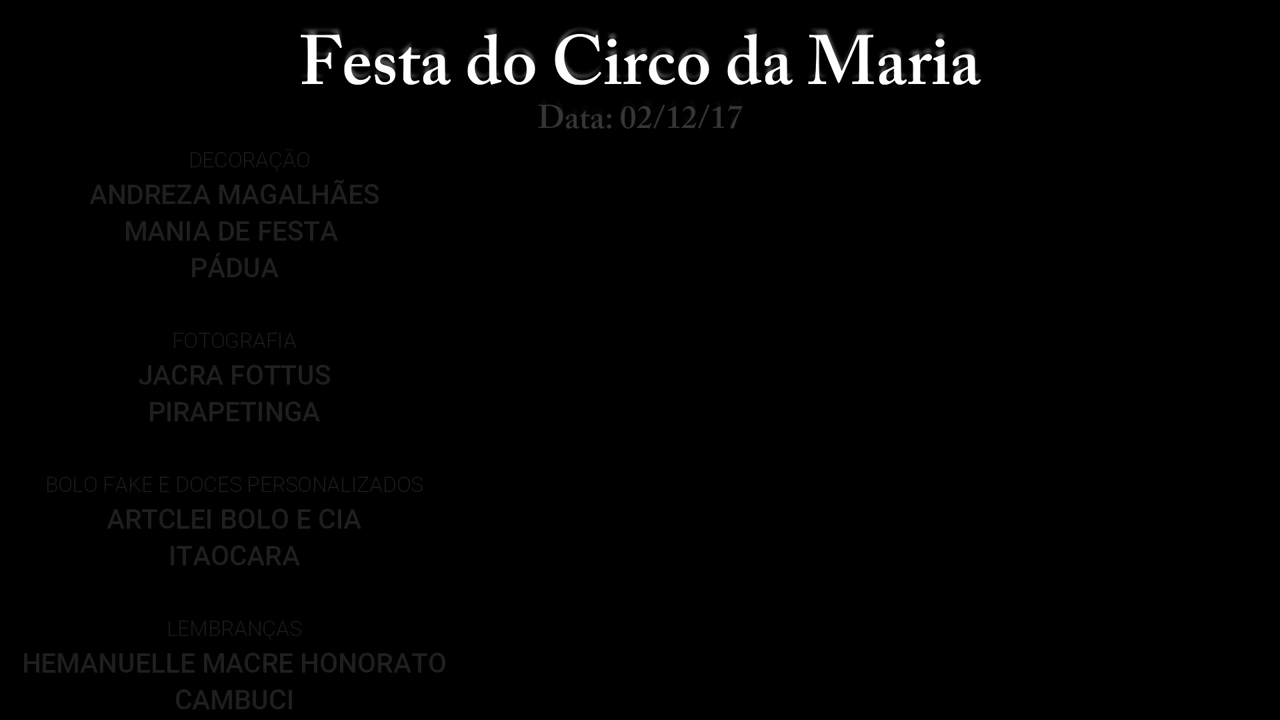 Festa do Circo da Maria
Data: 02/12/17
DECORAÇÃO
ANDREZA MAGALHÃES
MANIA DE FESTA
PÁDUA
FOTOGRAFIA
JACRA FOTTUS
PIRAPETINGA
BOLO FAKE E DOCES PERSONALIZADOS
ARTCLEI BOLO E CIA
ITAOCARA
LEMBRANÇAS
HEMANUELLE MACRE HONORATO
CAMBUCI